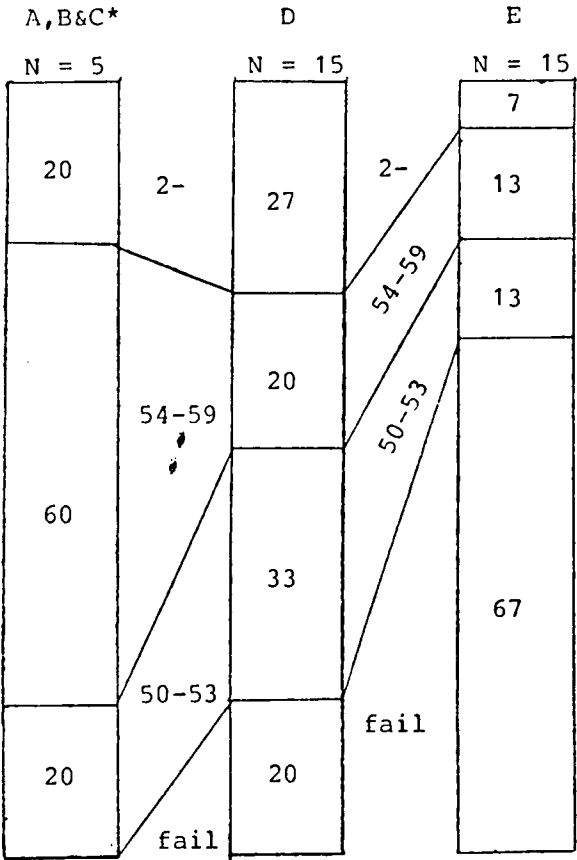 A,B&C* D E
N = 5 N = 15 N = 15
7
20 2- 27 2- 13
54-59
13
20
54-59 50-53
60
33
67
50-53
fail
20 20
fail